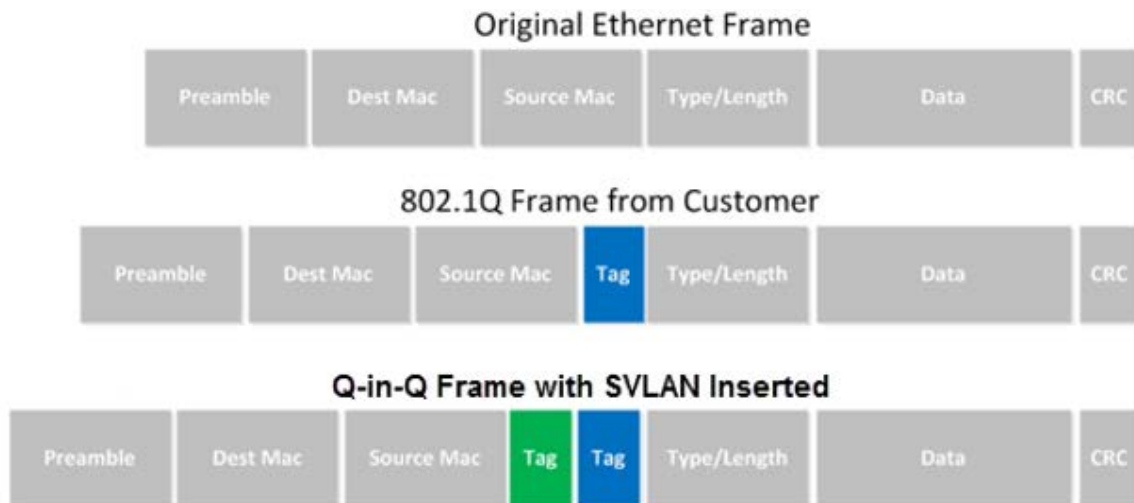 Original Ethernet Frame
Preamble Dest Mac Source Mac Type/Length Data CRC
802.1Q Frame from Customer
Preamble Dest Mac Source Mac Tag Type/Length Data CRC
Q-in-Q Frame with SVLAN Inserted
Preamble Dest Mac Source Mac Tag Tag Type/Length Data CRC